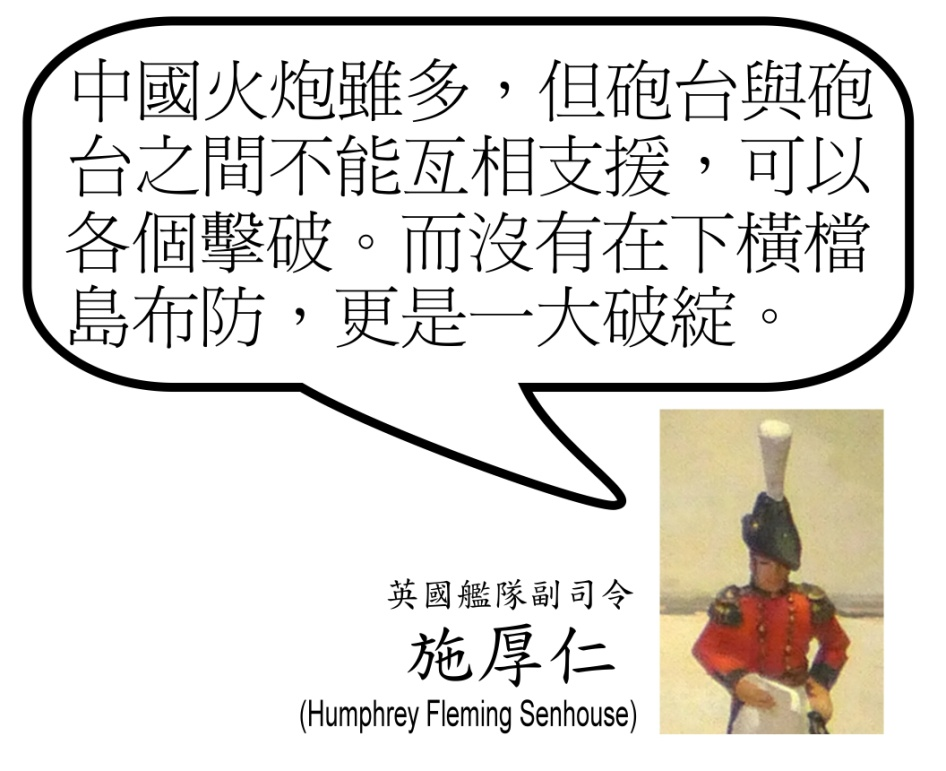 中國火炮雖多，但砲台與砲
台之間不能亙相支援，可以
各個擊破。而沒有在下橫檔
島布防，更是一大破綻。
英國艦隊副司令
施厚仁
(Humphrey Fleming Senhouse)